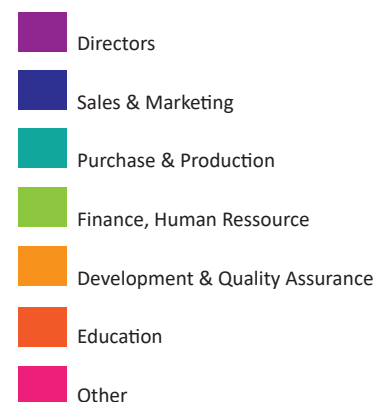 Directors
Sales & Marketing
Purchase & Production
Finance, Human Ressource
Development & Quality Assurance
Education
Other